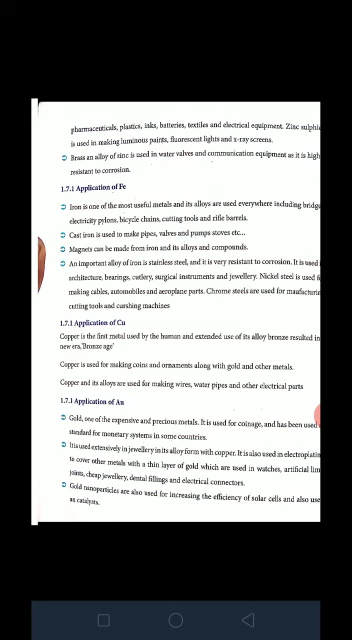 pharmaceuticals, plastics, inks, batteries, textiles and electrical equipment. Zinc sulphide
is used in making luminous paints, fluorescent lights and x-ray screens.
Brass an alloy of zinc is used in water valves and communication equipment as it is high
resistant to corrosion.
1.7.1 Application of Fe
Iron is one of the most useful metals and its alloys are used everywhere including bridge
electricity pylons, bicycle chains, cutting tools and rifle barrels.
Cast iron is used to make pipes, valves and pumps stoves etc...
Magnets can be made from iron and its alloys and compounds.
An important alloy of iron is stainless steel, and it is very resistant to corrosion. It is used
architecture, bearings, cutlery, surgical instruments and jewellery. Nickel steel is used
making cables, automobiles and aeroplane parts. Chrome steels are used for maufacturin
cutting tools and curshing machines
1.7.1 Application of Cu
Copper is the first metal used by the human and extended use of its alloy bronze resulted in
new era,'Bronze age'
Copper is used for making coins and ornaments along with gold and other metals.
Copper and its alloys are used for making wires, water pipes and other electrical parts
1.7.1 Application of Au
Gold, one of the expensive and precious metals. It is used for coinage, and has been used
standard for monetary systems in some countries.
It is used extensively in jewellery in its alloy form with copper. It is also used in electroplatin
to cover other metals with a thin layer of gold which are used in watches, artificial lim
joints, cheap jewellery, dental fillings and electrical connectors.
Gold nanoparticles are also used for increasing the efficiency of solar cells and also use
an catalysts.